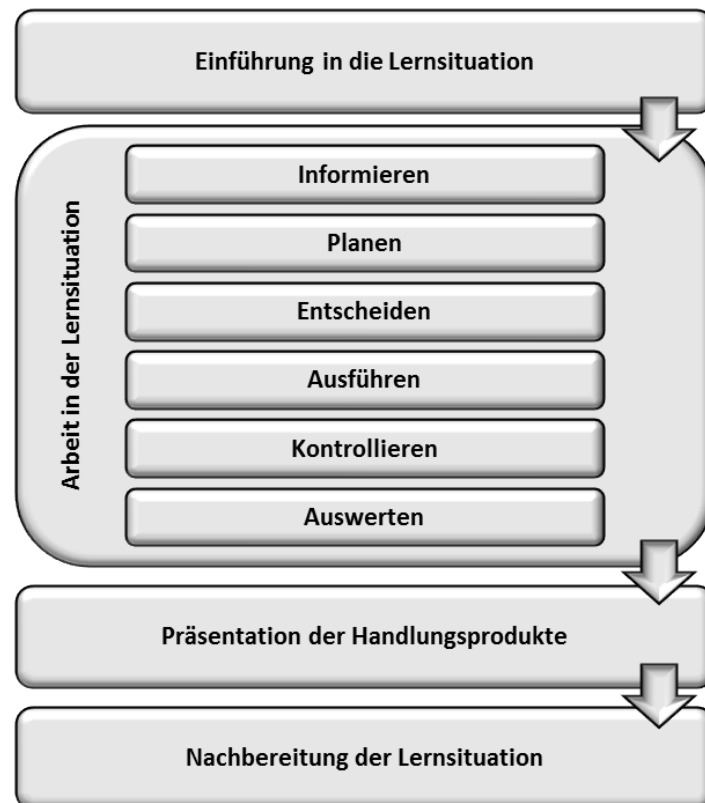 Einführung in die Lernsituation
Arbeit in der Lernsituation
Informieren
Planen
Entscheiden
Ausführen
Kontrollieren
Auswerten
Präsentation der Handlungsprodukte
Nachbereitung der Lernsituation